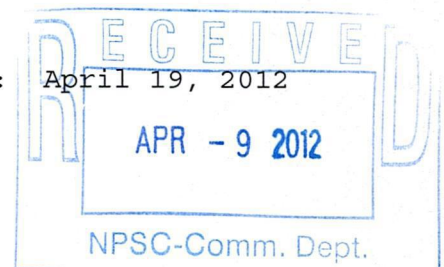 RECEIVED
: April 19, 2012
APR - 9 2012
NPSC-Comm. Dept.